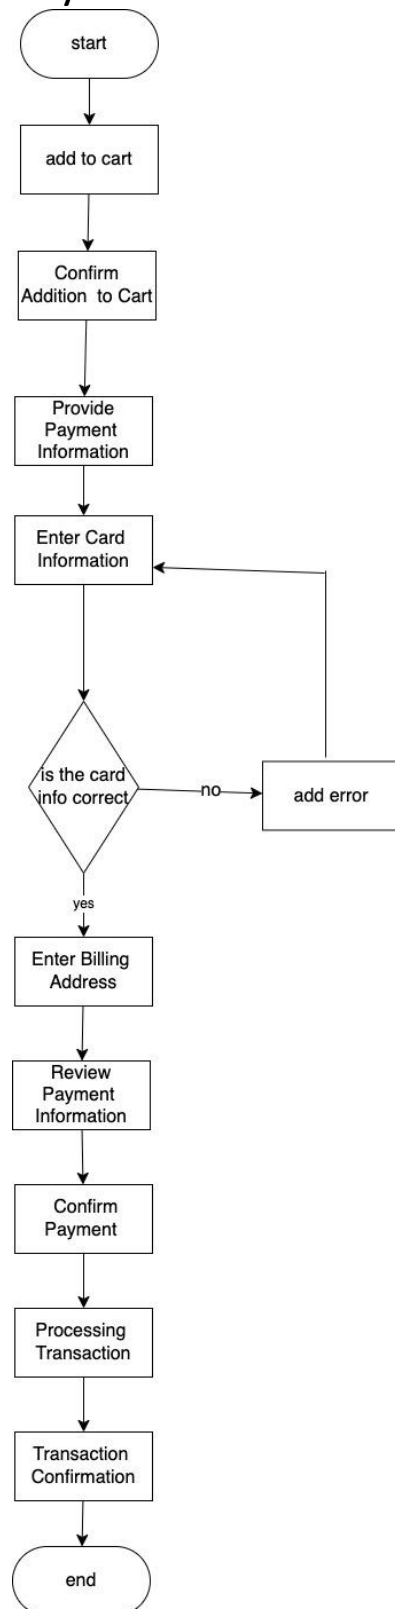 start
add to cart
Confirm
Addition to Cart
Provide
Payment
Information
Enter Card
Information
is the card
info correct
no
add error
yes
Enter Billing
Address
Review
Payment
Information
Confirm
Payment
Processing
Transaction
Transaction
Confirmation
end